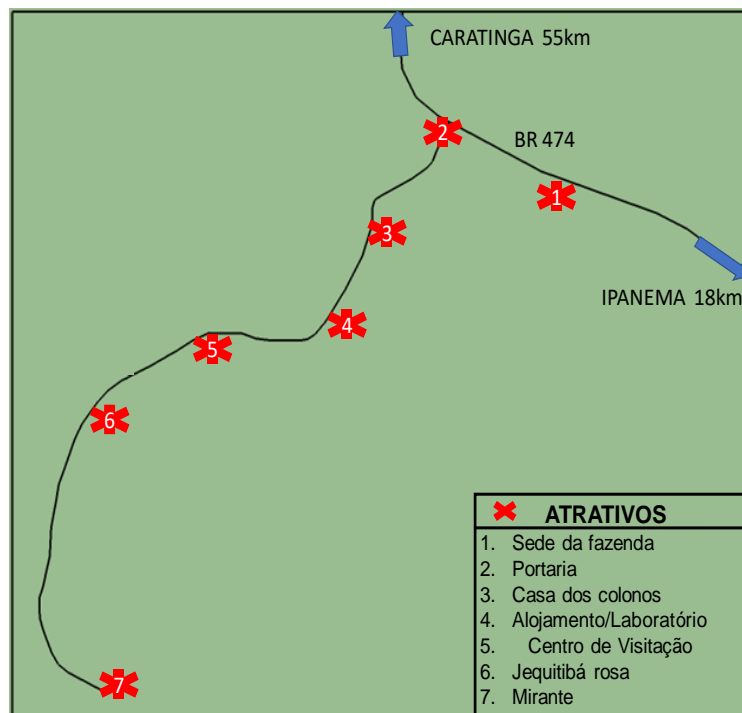 CARATINGA 55km
2
BR 474
1
3
IPANEMA 18km
4
5
6
7
ATRATIVOS
1. Sede da fazenda
2. Portaria
3. Casa dos colonos
4. Alojamento/Laboratório
5. Centro de Visitação
6. Jequitibá rosa
7. Mirante